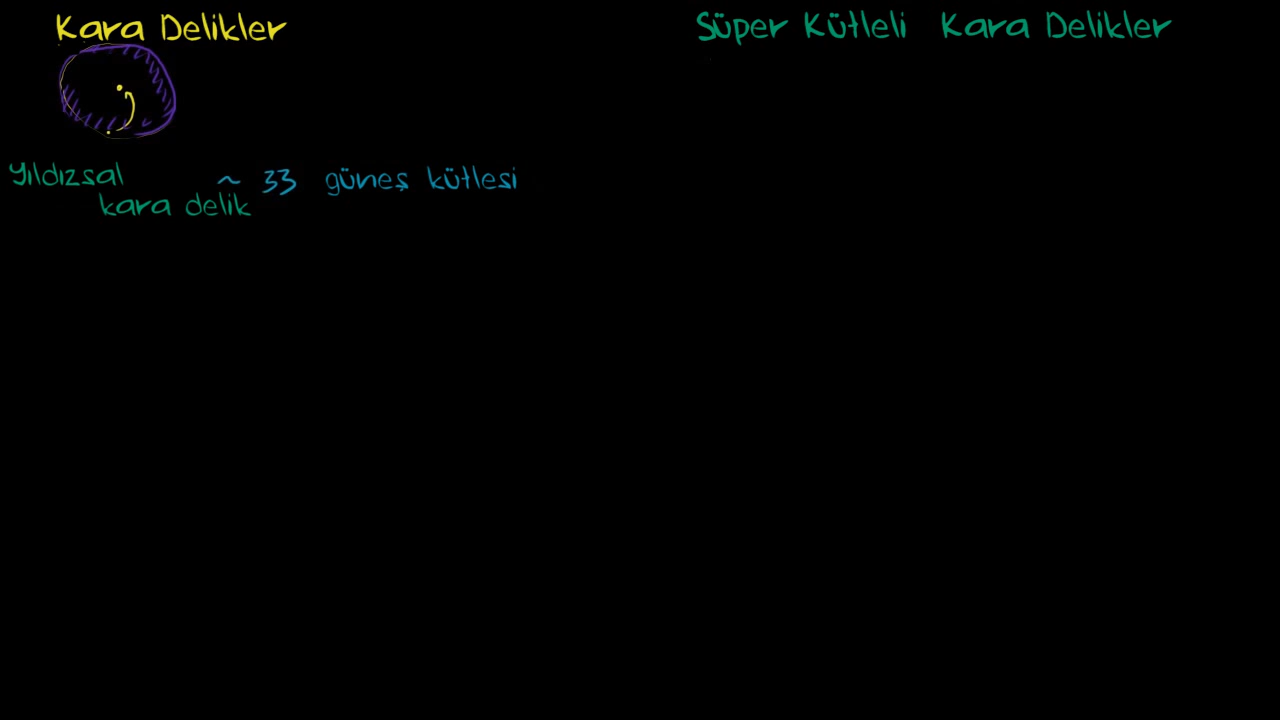 Kara Delikler
Süper Kütleli Kara Delikler
Yıldızsal ~ 33 güneş kütlesi
kara delik